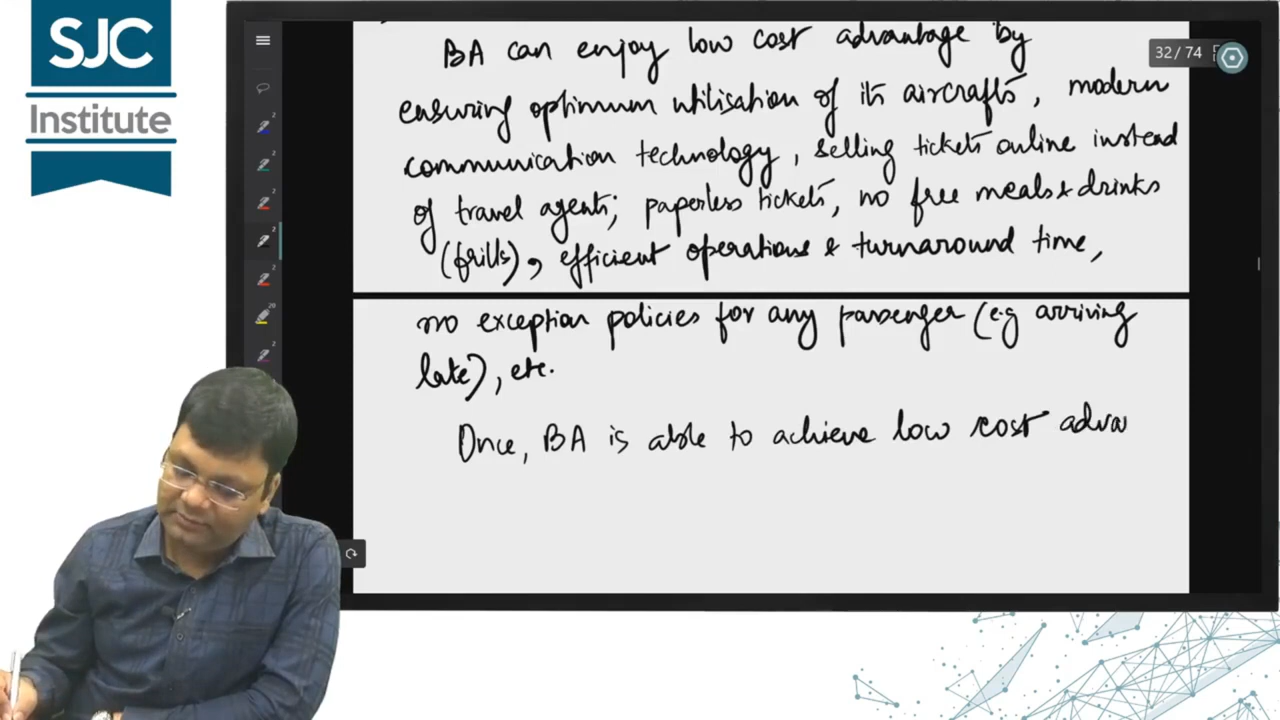 SJC
Institute
32/74
BA can enjoy low cost advantage by
ensuring optimum utilisation of its aircrafts, modern
communication technology, selling tickets online instead
of travel agents; paperless tickets, no free meals & drinks
(frills), efficient operations & turnaround time,
no exception policies for any passenger (e.g arriving
late), etc.
Once, BA is able to achieve low cost adva